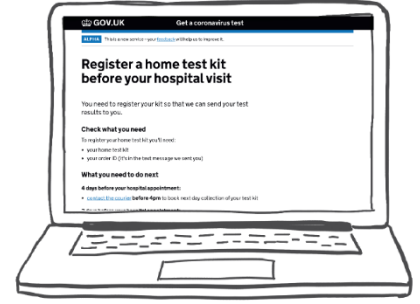 GOV.UK Get a coronavirus test
ALPHA This is a new service – your feedback will help us to improve it.
Register a home test kit
before your hospital visit
You need to register your kit so that we can send your test
results to you.
Check what you need
To register your home test kit you'll need:
• your home test kit
• your order ID (it's in the text message we sent you)
What you need to do next
4 days before your hospital appointment:
• contact the courier before 4pm to book next day collection of your test kit